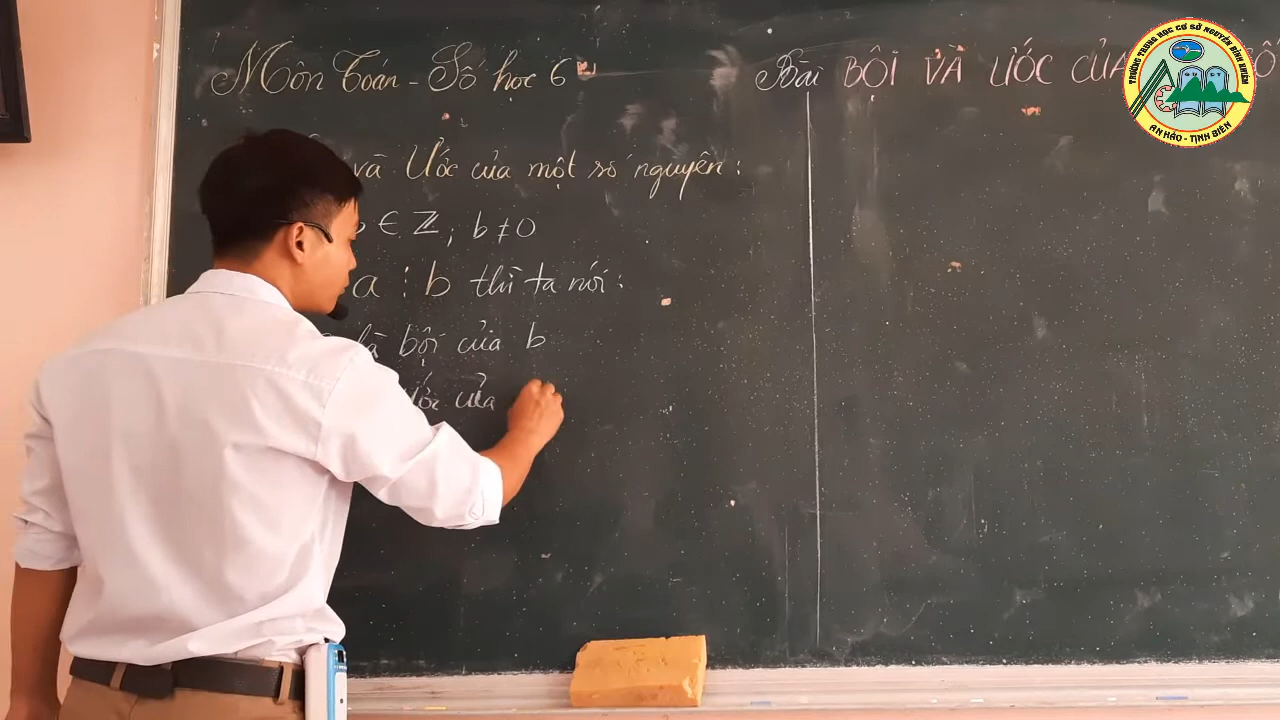 Môn Toán - Số học 6
Bài BỘI VÀ ƯỚC CỦA
và Ước của một số nguyên:
∈ ℤ; b ≠ 0
a ⋮ b thì ta nói:
là bội của b
ước của
TRƯỜNG TRUNG HỌC CƠ SỞ NGUYỄN BỈNH KHIÊM
AN HẢO - TỊNH BIÊN